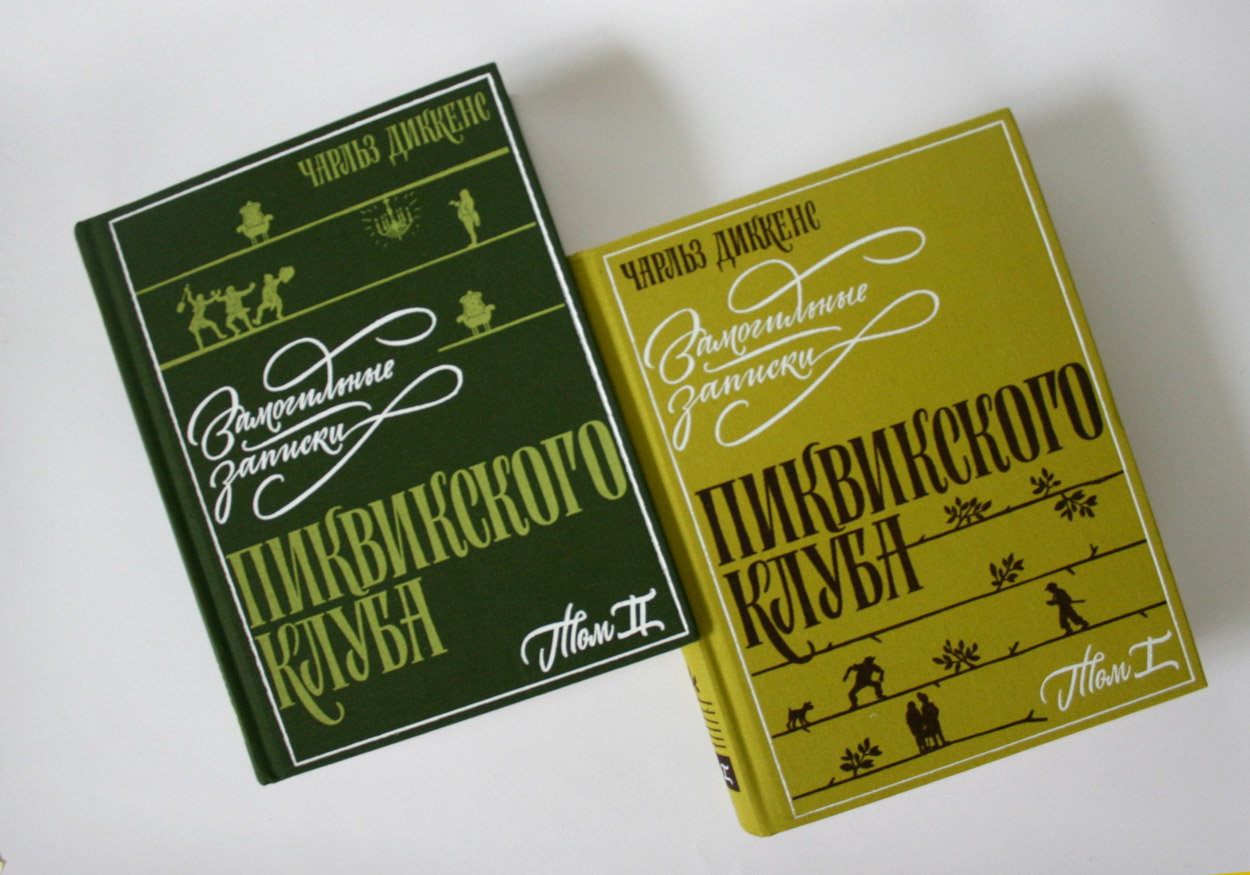 ЧАРЛЬЗ ДИККЕНС
Замогильные
записки
ПИКВИКСКОГО
КЛУБА
Том II
ЧАРЛЬЗ ДИККЕНС
Замогильные
записки
ПИКВИКСКОГО
КЛУБА
Том I